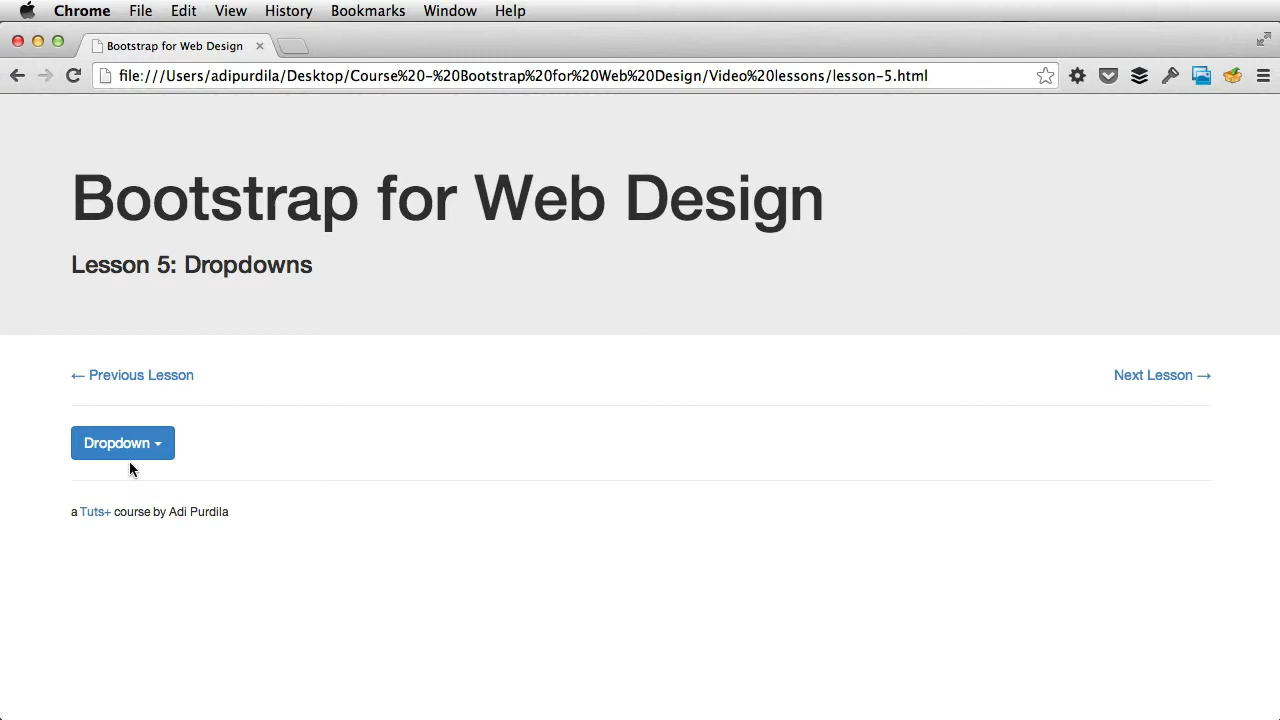 Chrome File Edit View History Bookmarks Window Help
Bootstrap for Web Design
file:///Users/adipurdila/Desktop/Course%20-%20Bootstrap%20for%20Web%20Design/Video%20lessons/lesson-5.html
Bootstrap for Web Design
Lesson 5: Dropdowns
← Previous Lesson Next Lesson →
Dropdown
a Tuts+ course by Adi Purdila